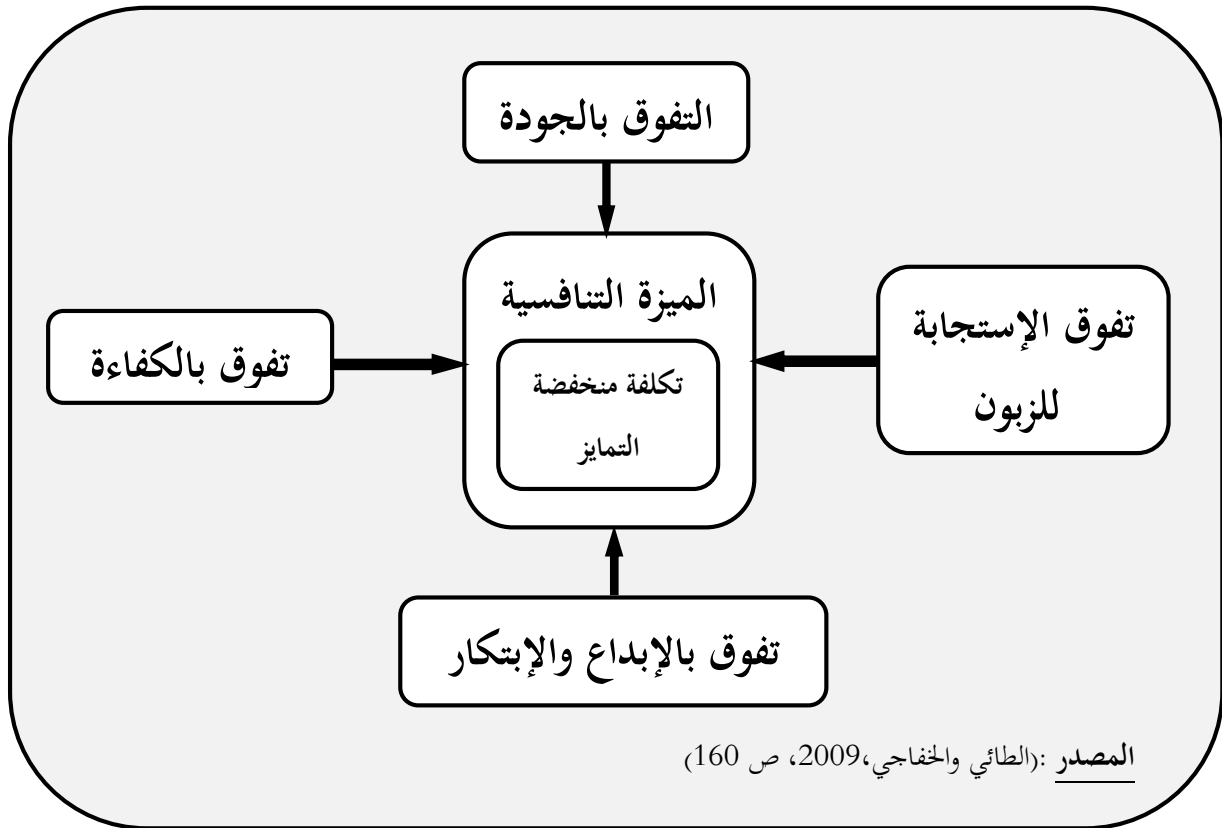 التفوق بالجودة
الميزة التنافسية
تكلفة منخفضة
التمايز
تفوق الإستجابة
للزبون
تفوق بالكفاءة
تفوق بالإبداع والإبتكار
المصدر :(الطائي والخفاجي،2009، ص 160)